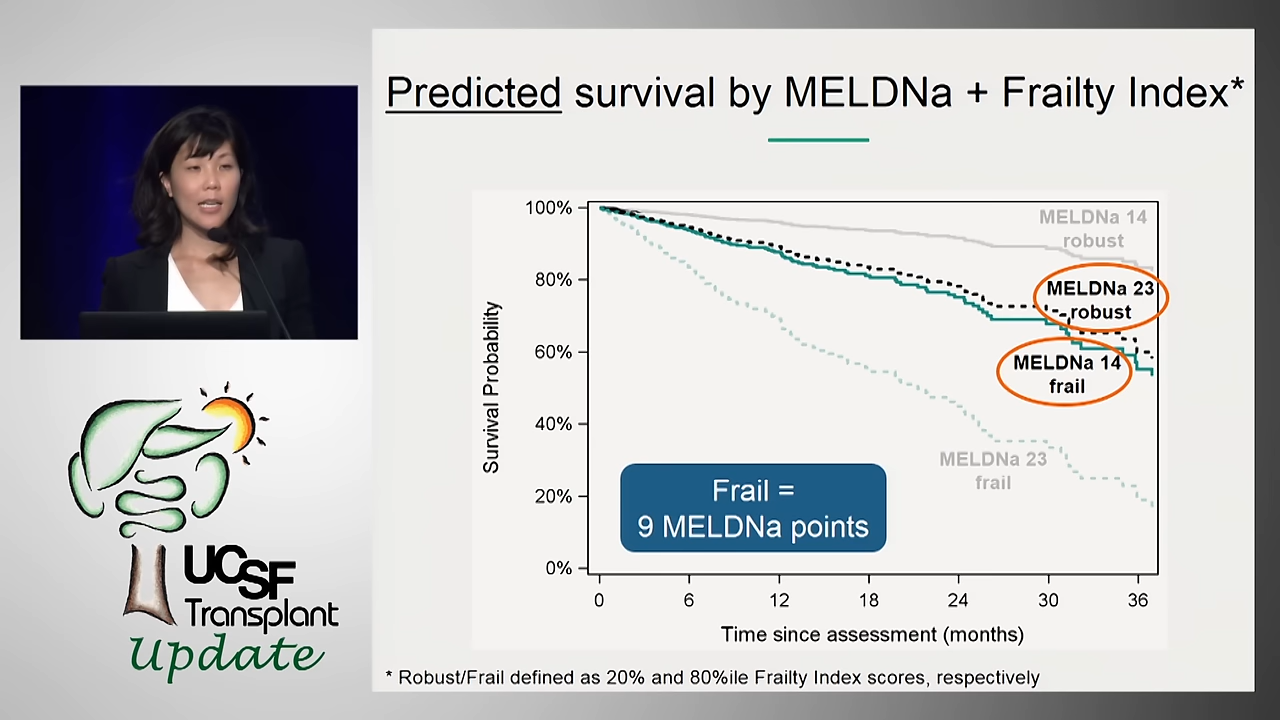 Predicted survival by MELDNa + Frailty Index*
100%
80%
60%
40%
20%
0%
Survival Probability
MELDNa 14
robust
MELDNa 23
robust
MELDNa 14
frail
MELDNa 23
frail
Frail =
9 MELDNa points
0 6 12 18 24 30 36
Time since assessment (months)
* Robust/Frail defined as 20% and 80%ile Frailty Index scores, respectively
UCSF
Transplant
Update